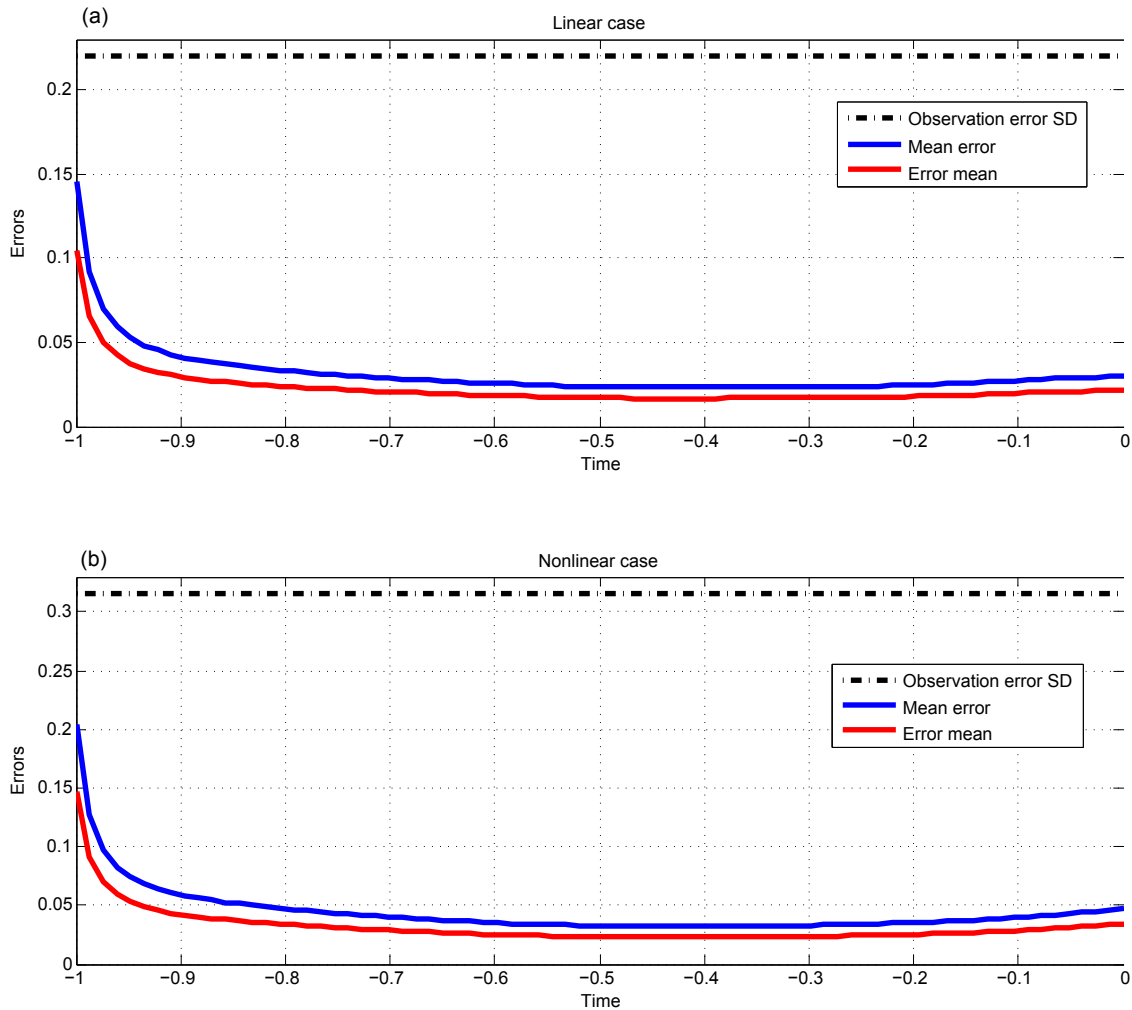 (a)
Linear case
Errors
0.2
0.15
0.1
0.05
0
Observation error SD
Mean error
Error mean
−1 −0.9 −0.8 −0.7 −0.6 −0.5 −0.4 −0.3 −0.2 −0.1 0
Time
(b)
Nonlinear case
Errors
0.3
0.25
0.2
0.15
0.1
0.05
0
Observation error SD
Mean error
Error mean
−1 −0.9 −0.8 −0.7 −0.6 −0.5 −0.4 −0.3 −0.2 −0.1 0
Time